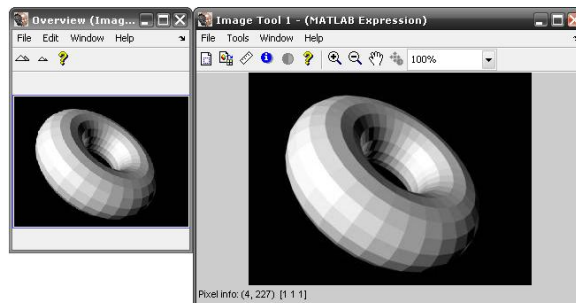 Overview (Imag...
File Edit Window Help
Image Tool 1 - (MATLAB Expression)
File Tools Window Help
100%
Pixel info: (4, 227) [1 1 1]